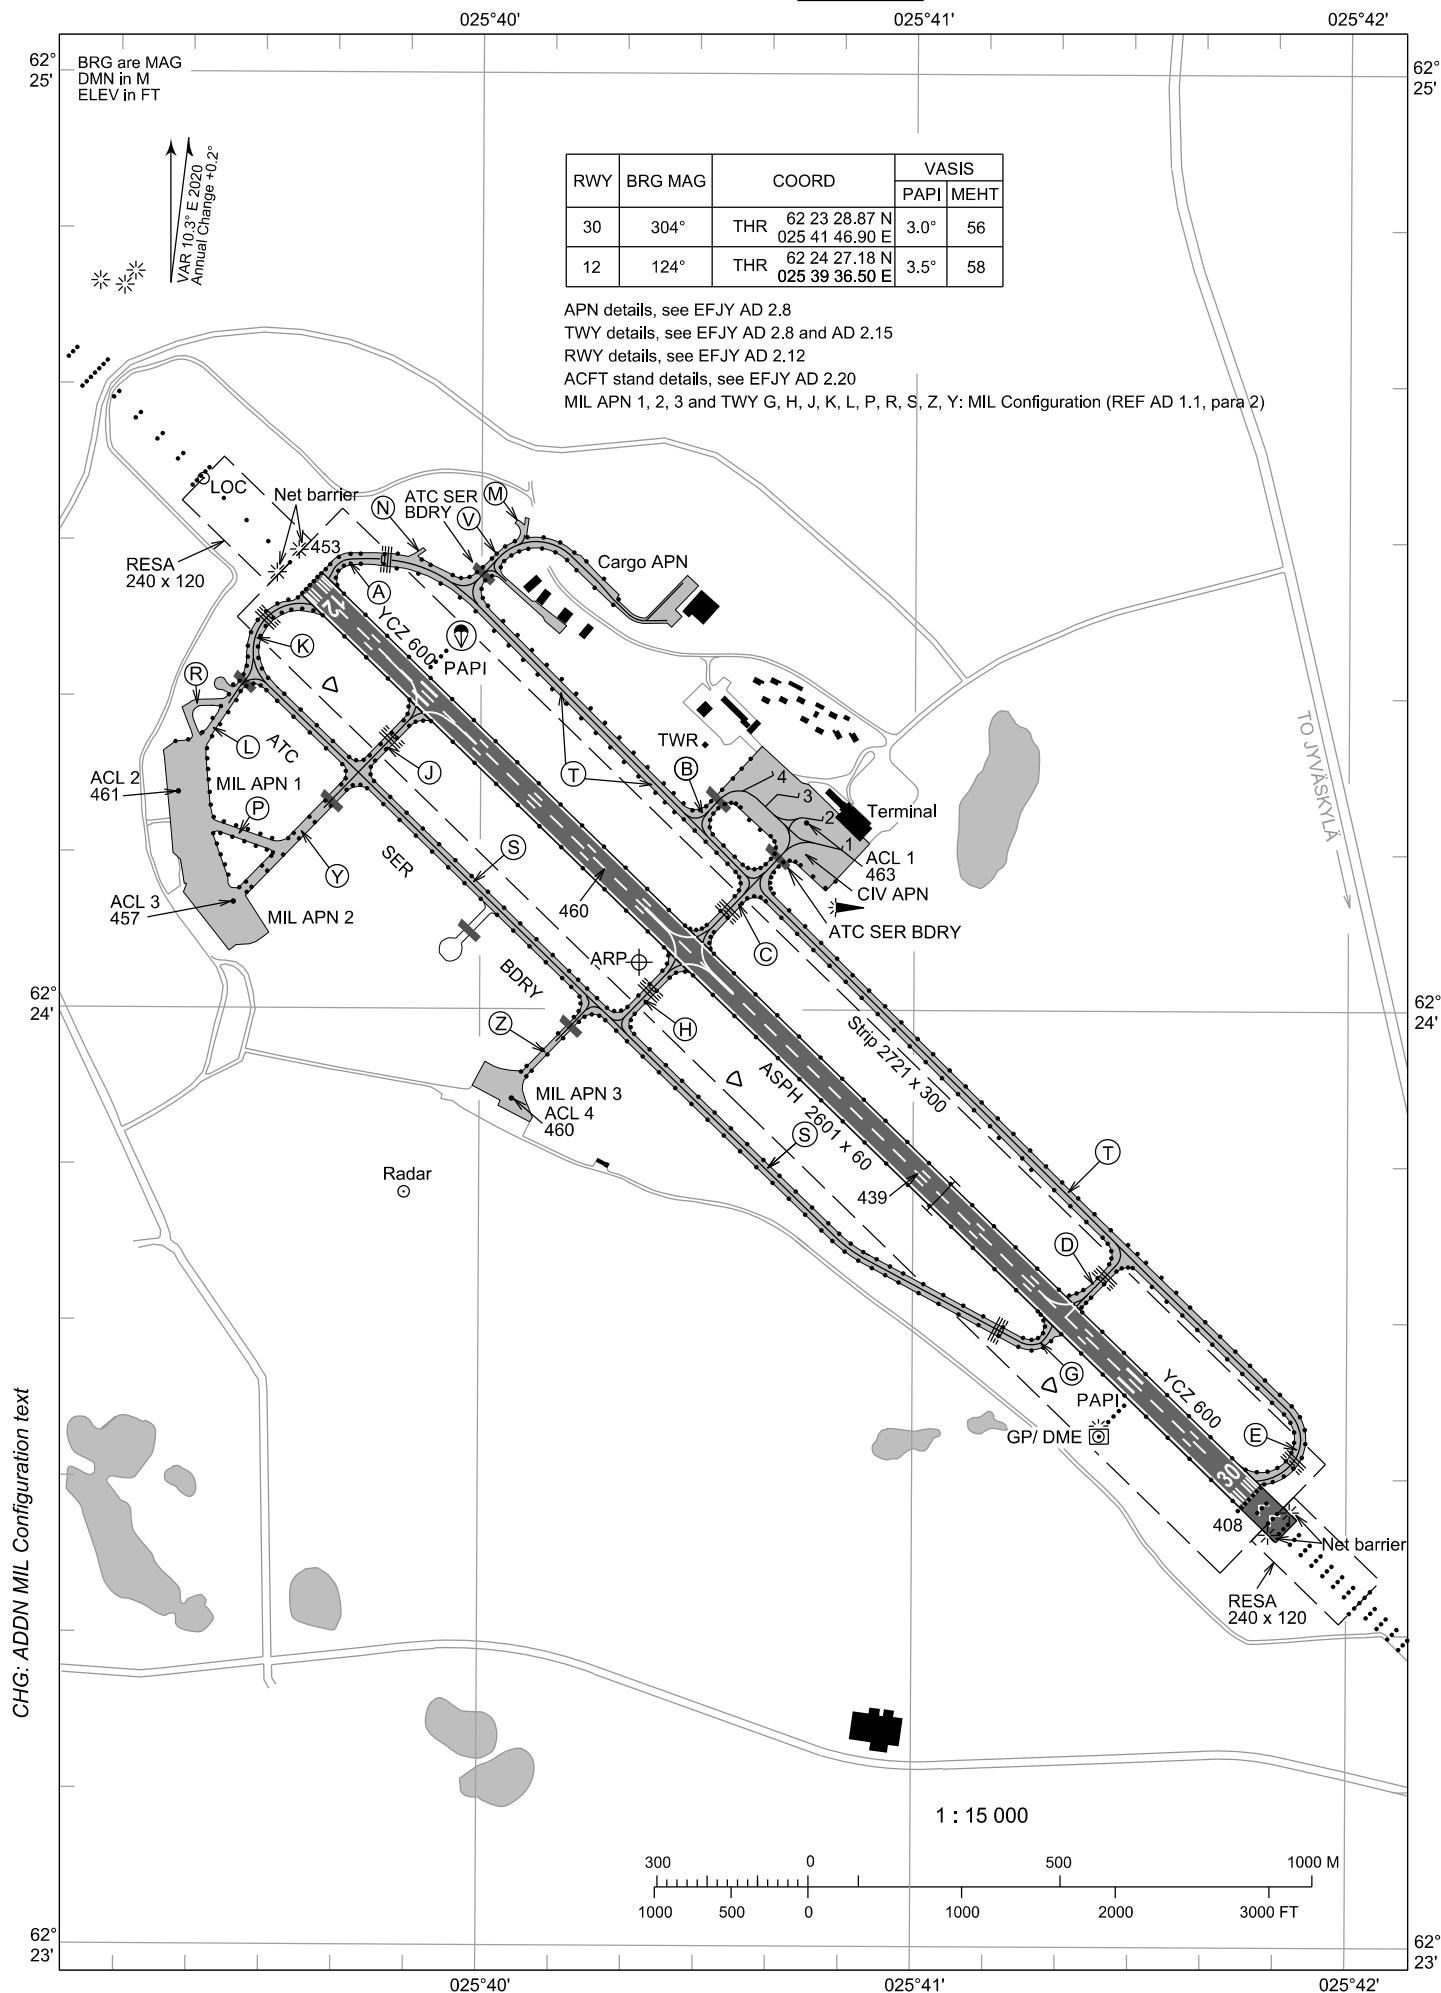 025°40'
025°41'
025°42'
62°
25'
62°
25'
BRG are MAG
DMN in M
ELEV in FT
VAR 10.3° E 2020
Annual Change +0.2°
RWY BRG MAG COORD VASIS
PAPI MEHT
30 304° THR 62 23 28.87 N
025 41 46.90 E 3.0° 56
12 124° THR 62 24 27.18 N
025 39 36.50 E 3.5° 58
APN details, see EFJY AD 2.8
TWY details, see EFJY AD 2.8 and AD 2.15
RWY details, see EFJY AD 2.12
ACFT stand details, see EFJY AD 2.20
MIL APN 1, 2, 3 and TWY G, H, J, K, L, P, R, S, Z, Y: MIL Configuration (REF AD 1.1, para 2)
LOC
Net barrier
453
N
ATC SER
BDRY
M
V
RESA
240 x 120
Cargo APN
A
12
YCZ 600
K
PAPI
R
L
ATC
J
T
TWR
B
4
3
2
1
Terminal
TO JYVÄSKYLÄ
ACL 2
461
MIL APN 1
P
Y
SER
S
ACL 1
463
CIV APN
ATC SER BDRY
ACL 3
457
MIL APN 2
460
C
ARP
BDRY
62°
24'
62°
24'
Z
H
Strip 2721 x 300
ASPH 2601 x 60
MIL APN 3
ACL 4
460
S
T
Radar
439
D
G
PAPI
YCZ 600
GP/ DME
E
30
408
Net barrier
RESA
240 x 120
CHG: ADDN MIL Configuration text
1 : 15 000
300 0 500 1000 M
1000 500 0 1000 2000 3000 FT
62°
23'
62°
23'
025°40'
025°41'
025°42'